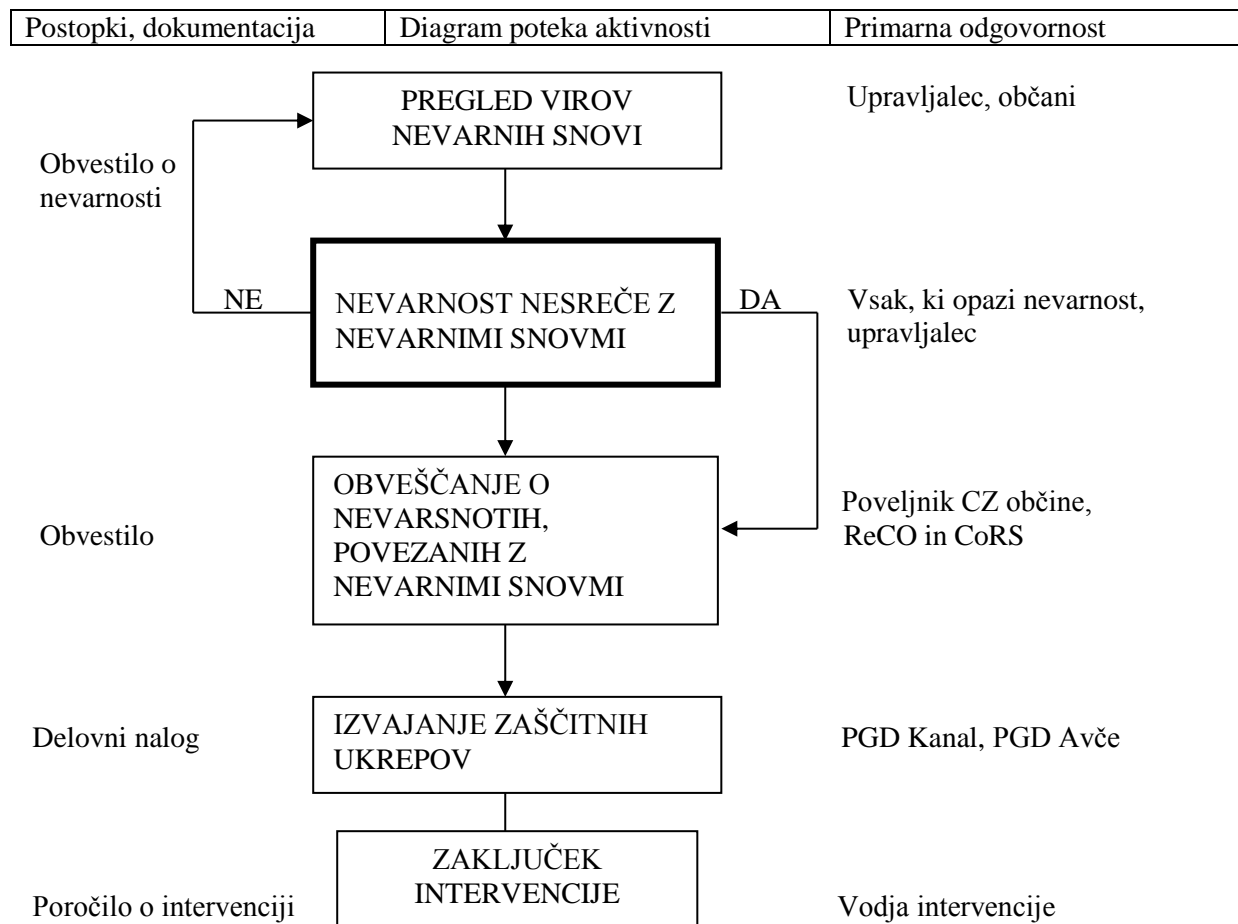 Postopki, dokumentacija
Diagram poteka aktivnosti
Primarna odgovornost
PREGLED VIROV
NEVARNIH SNOVI
Upravljalec, občani
Obvestilo o
nevarnosti
NE
NEVARNOST NESREČE Z
NEVARNIMI SNOVMI
DA
Vsak, ki opazi nevarnost,
upravljalec
Obvestilo
OBVEŠČANJE O
NEVARSNOTIH,
POVEZANIH Z
NEVARNIMI SNOVMI
Poveljnik CZ občine,
ReCO in CoRS
Delovni nalog
IZVAJANJE ZAŠČITNIH
UKREPOV
PGD Kanal, PGD Avče
Poročilo o intervenciji
ZAKLJUČEK
INTERVENCIJE
Vodja intervencije